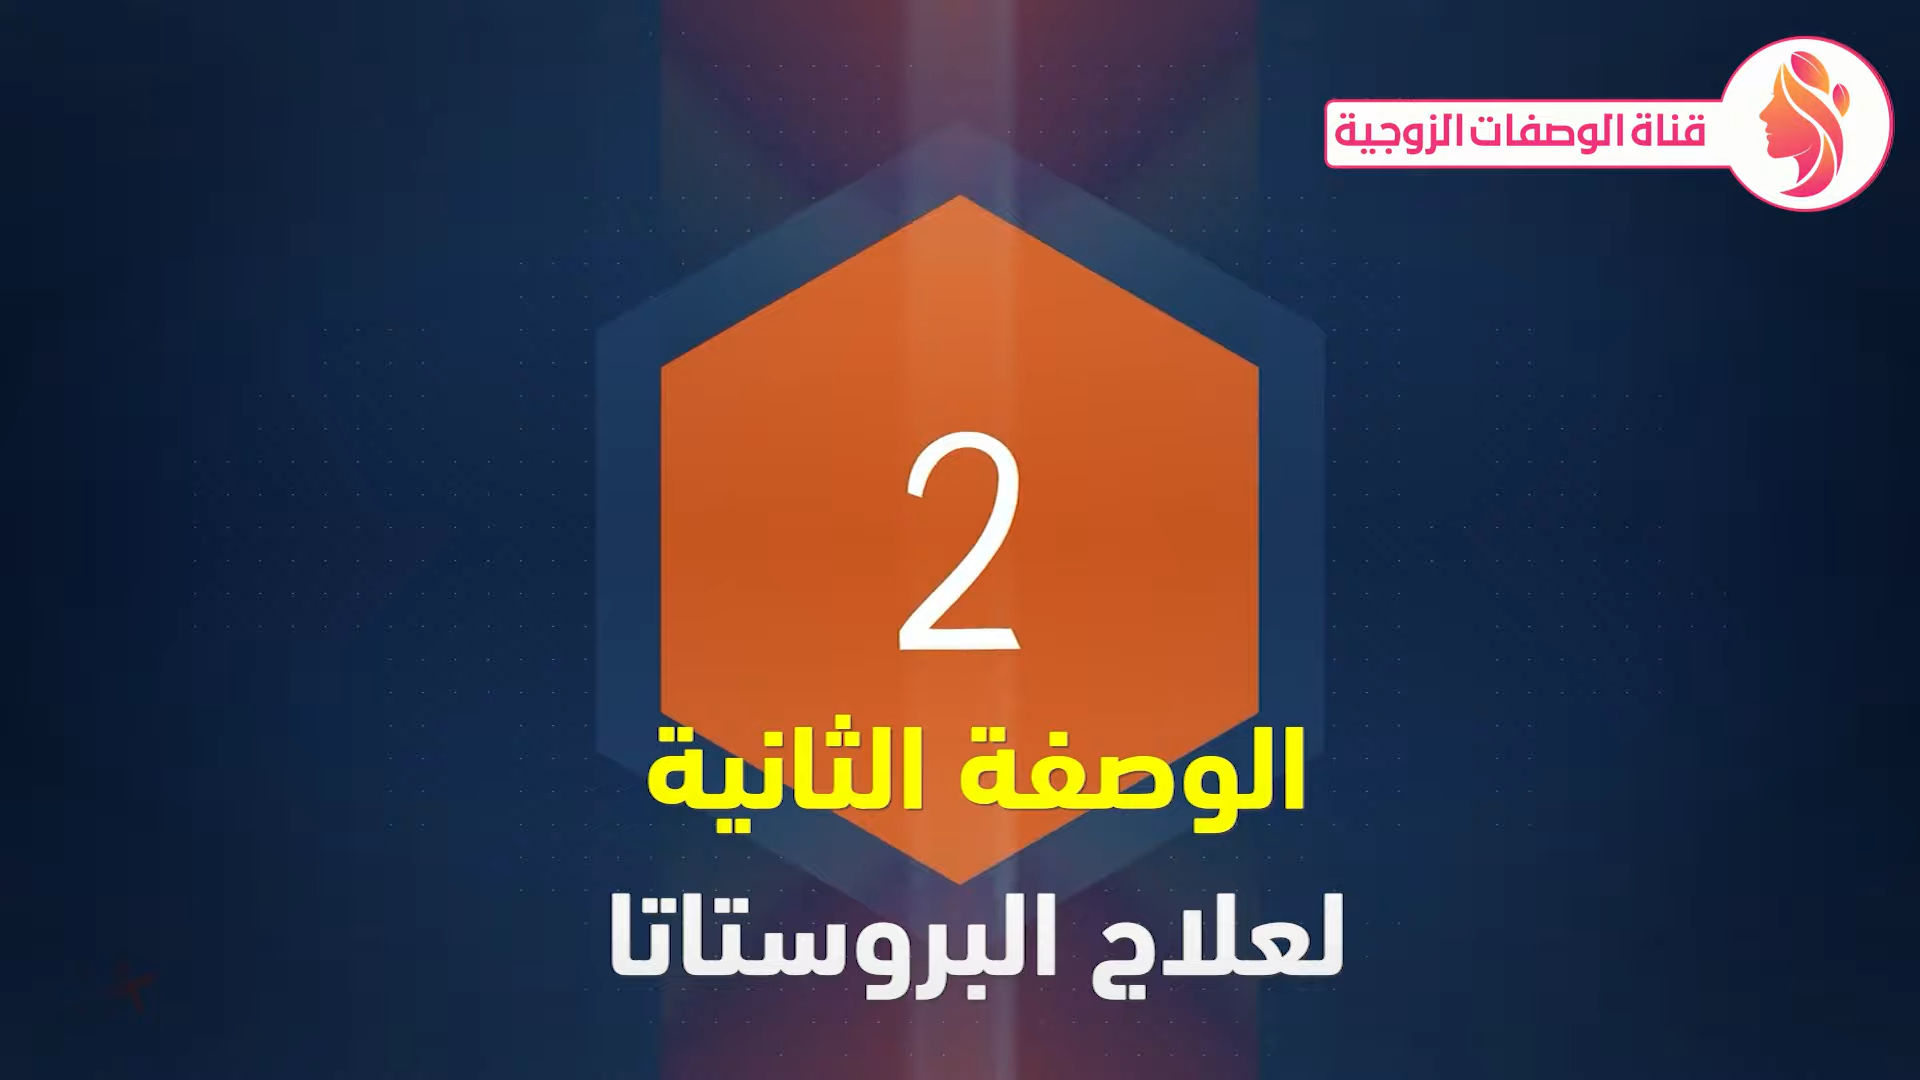 قناة الوصفات الزوجية
2
الوصفة الثانية
لعلاج البروستاتا